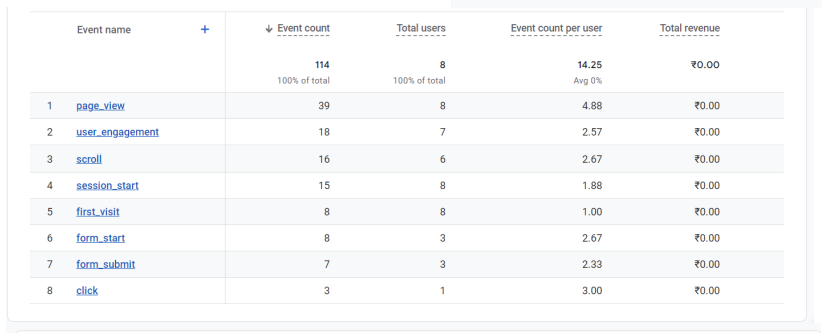 Event name + ↓ Event count Total users Event count per user Total revenue
114 8 14.25 ₹0.00
100% of total 100% of total Avg 0%
1 page_view 39 8 4.88 ₹0.00
2 user_engagement 18 7 2.57 ₹0.00
3 scroll 16 6 2.67 ₹0.00
4 session_start 15 8 1.88 ₹0.00
5 first_visit 8 8 1.00 ₹0.00
6 form_start 8 3 2.67 ₹0.00
7 form_submit 7 3 2.33 ₹0.00
8 click 3 1 3.00 ₹0.00